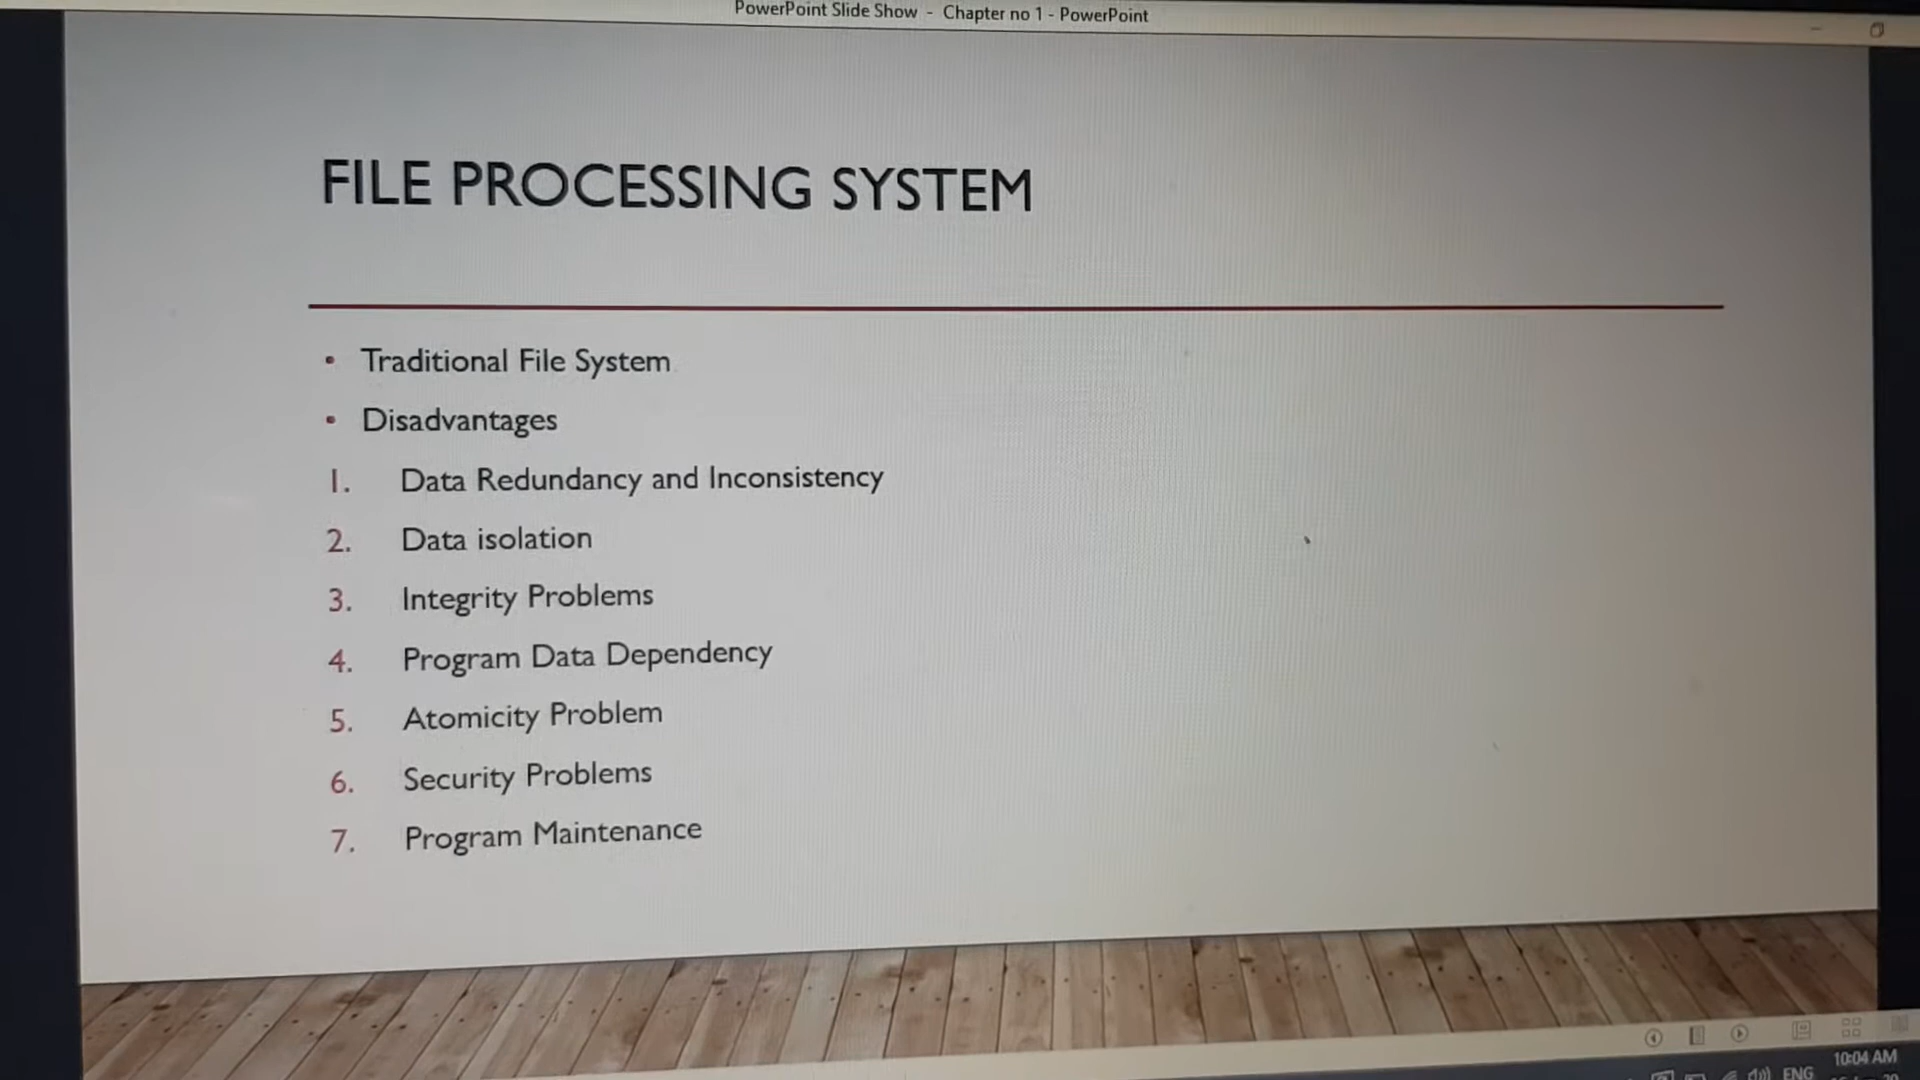 PowerPoint Slide Show - Chapter no 1 - PowerPoint
FILE PROCESSING SYSTEM
• Traditional File System
• Disadvantages
1. Data Redundancy and Inconsistency
2. Data isolation
3. Integrity Problems
4. Program Data Dependency
5. Atomicity Problem
6. Security Problems
7. Program Maintenance
10:04 AM
ENG